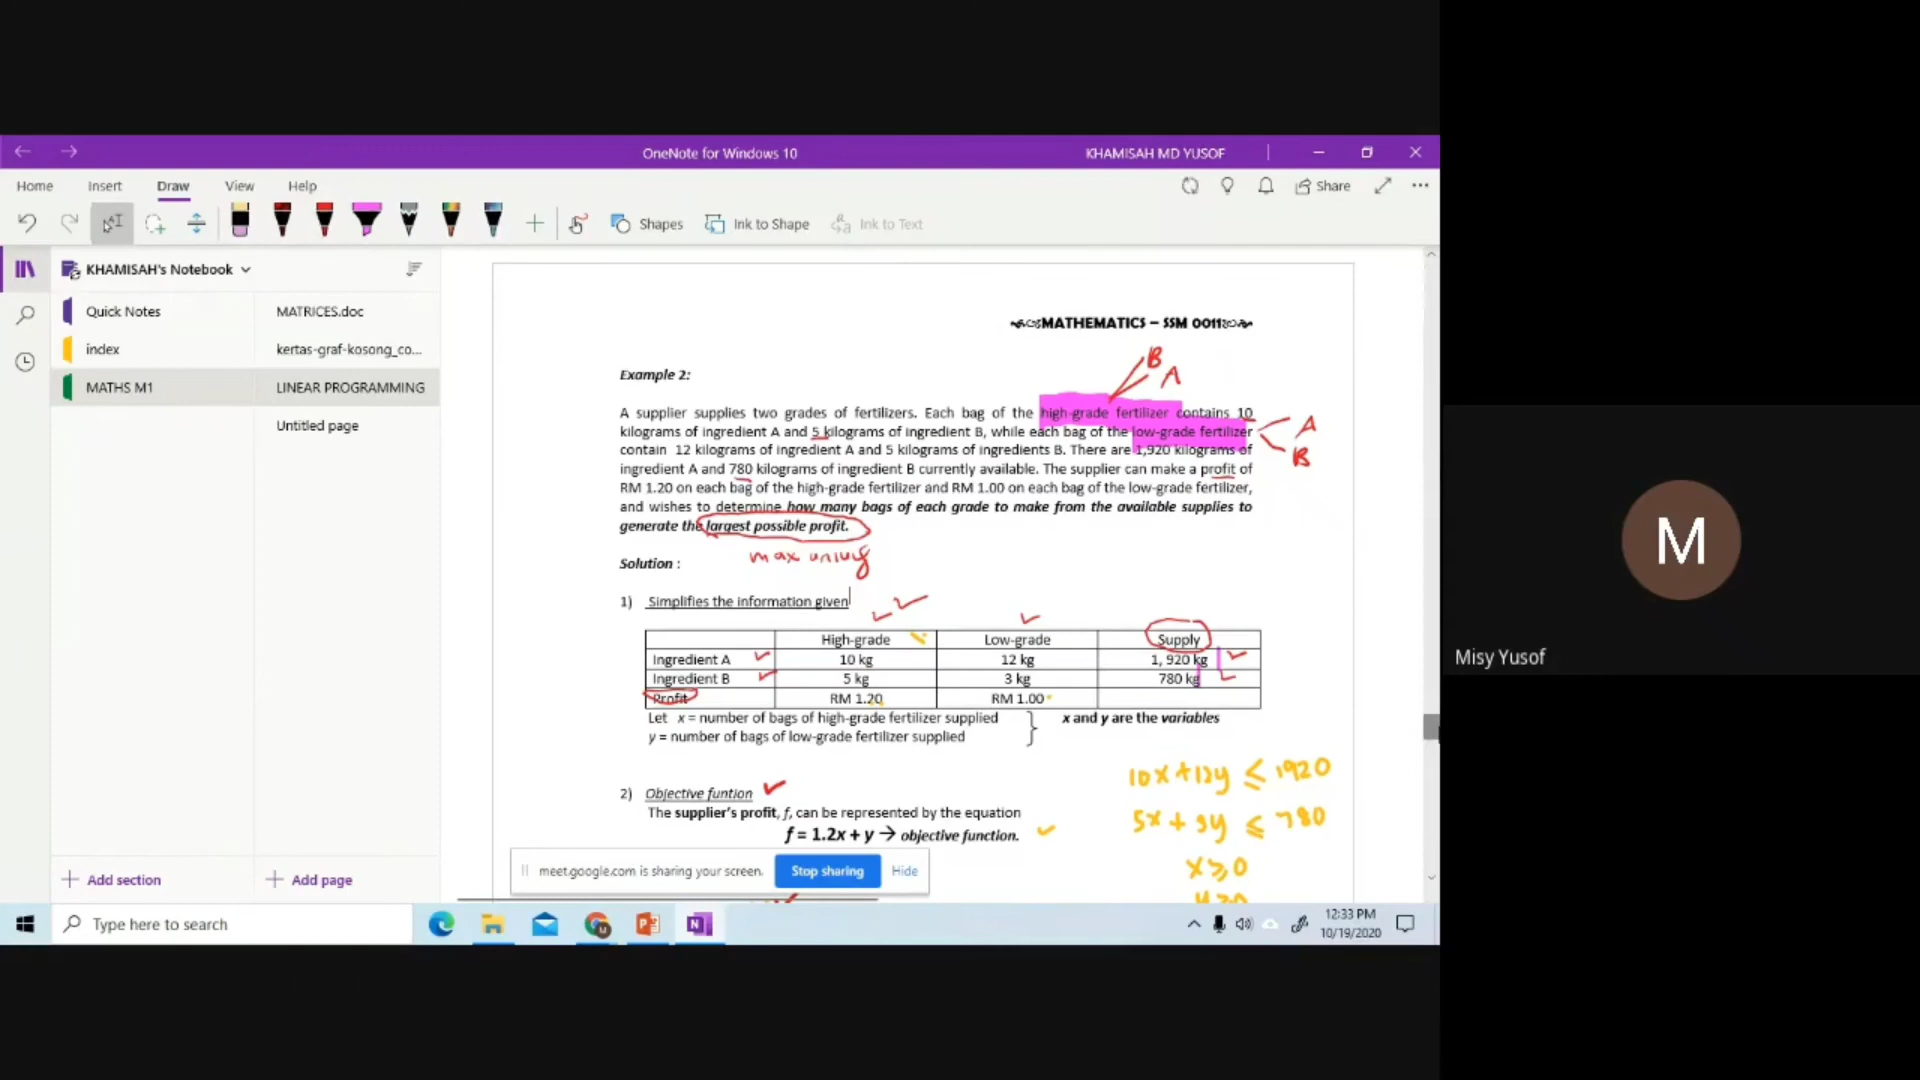 OneNote for Windows 10
KHAMISAH MD YUSOF
Home Insert Draw View Help
Share
Shapes
Ink to Shape
Ink to Text
KHAMISAH's Notebook
Quick Notes
index
MATHS M1
MATRICES.doc
kertas-graf-kosong_co...
LINEAR PROGRAMMING
Untitled page
MATHEMATICS – SSM 0011
B
A
Example 2:
A supplier supplies two grades of fertilizers. Each bag of the high-grade fertilizer contains 10
kilograms of ingredient A and 5 kilograms of ingredient B, while each bag of the low-grade fertilizer
contain 12 kilograms of ingredient A and 5 kilograms of ingredients B. There are 1,920 kilograms of
ingredient A and 780 kilograms of ingredient B currently available. The supplier can make a profit of
RM 1.20 on each bag of the high-grade fertilizer and RM 1.00 on each bag of the low-grade fertilizer,
and wishes to determine how many bags of each grade to make from the available supplies to
generate the largest possible profit.
A
B
max
Solution :
1) Simplifies the information given
High-grade Low-grade Supply
Ingredient A 10 kg 12 kg 1, 920 kg
Ingredient B 5 kg 3 kg 780 kg
Profit RM 1.20 RM 1.00
Let x = number of bags of high-grade fertilizer supplied
y = number of bags of low-grade fertilizer supplied
x and y are the variables
2) Objective funtion
The supplier's profit, f, can be represented by the equation
f = 1.2x + y → objective function.
10x + 12y ≤ 1920
5x + 3y ≤ 780
x ≥ 0
y ≥ 0
meet.google.com is sharing your screen.
Stop sharing
Hide
Add section
Add page
Type here to search
12:33 PM
10/19/2020
M
Misy Yusof